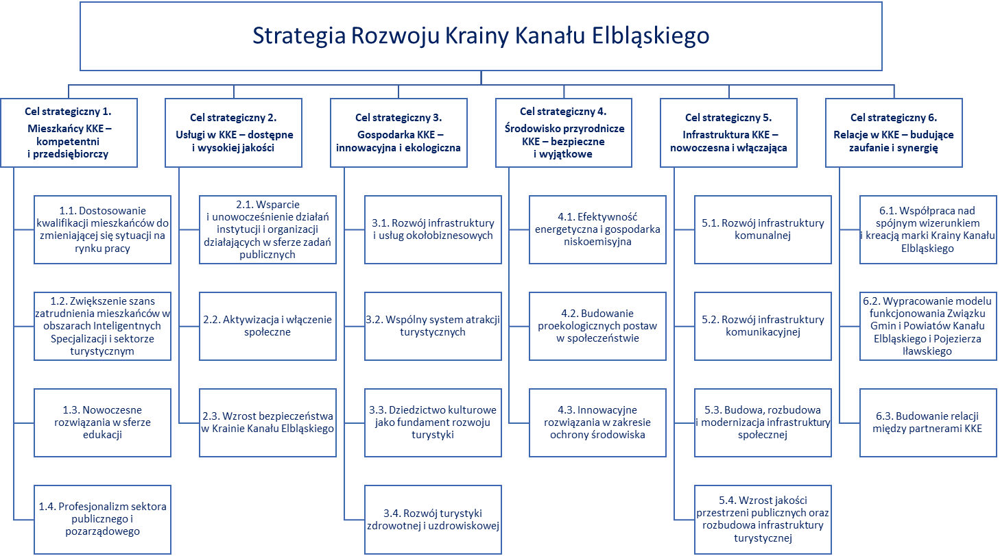 Strategia Rozwoju Krainy Kanału Elbląskiego
Cel strategiczny 1.
Mieszkańcy KKE –
kompetentni
i przedsiębiorczy
1.1. Dostosowanie
kwalifikacji mieszkańców do
zmieniającej się sytuacji na
rynku pracy
1.2. Zwiększenie szans
zatrudnienia mieszkańców w
obszarach Inteligentnych
Specjalizacji i sektorze
turystycznym
1.3. Nowoczesne
rozwiązania w sferze
edukacji
1.4. Profesjonalizm sektora
publicznego i
pozarządowego
Cel strategiczny 2.
Usługi w KKE – dostępne
i wysokiej jakości
2.1. Wsparcie
i unowocześnienie działań
instytucji i organizacji
działających w sferze zadań
publicznych
2.2. Aktywizacja i włączenie
społeczne
2.3. Wzrost bezpieczeństwa
w Krainie Kanału Elbląskiego
Cel strategiczny 3.
Gospodarka KKE –
innowacyjna i ekologiczna
3.1. Rozwój infrastruktury
i usług okołobiznesowych
3.2. Wspólny system atrakcji
turystycznych
3.3. Dziedzictwo kulturowe
jako fundament rozwoju
turystyki
3.4. Rozwój turystyki
zdrowotnej i uzdrowiskowej
Cel strategiczny 4.
Środowisko przyrodnicze
KKE – bezpieczne
i wyjątkowe
4.1. Efektywność
energetyczna i gospodarka
niskoemisyjna
4.2. Budowanie
proekologicznych postaw
w społeczeństwie
4.3. Innowacyjne
rozwiązania w zakresie
ochrony środowiska
Cel strategiczny 5.
Infrastruktura KKE –
nowoczesna i włączająca
5.1. Rozwój infrastruktury
komunalnej
5.2. Rozwój infrastruktury
komunikacyjnej
5.3. Budowa, rozbudowa
i modernizacja infrastruktury
społecznej
5.4. Wzrost jakości
przestrzeni publicznych oraz
rozbudowa infrastruktury
turystycznej
Cel strategiczny 6.
Relacje w KKE – budujące
zaufanie i synergię
6.1. Współpraca nad
spójnym wizerunkiem
i kreacją marki Krainy Kanału
Elbląskiego
6.2. Wypracowanie modelu
funkcjonowania Związku
Gmin i Powiatów Kanału
Elbląskiego i Pojezierza
Iławskiego
6.3. Budowanie relacji
między partnerami KKE